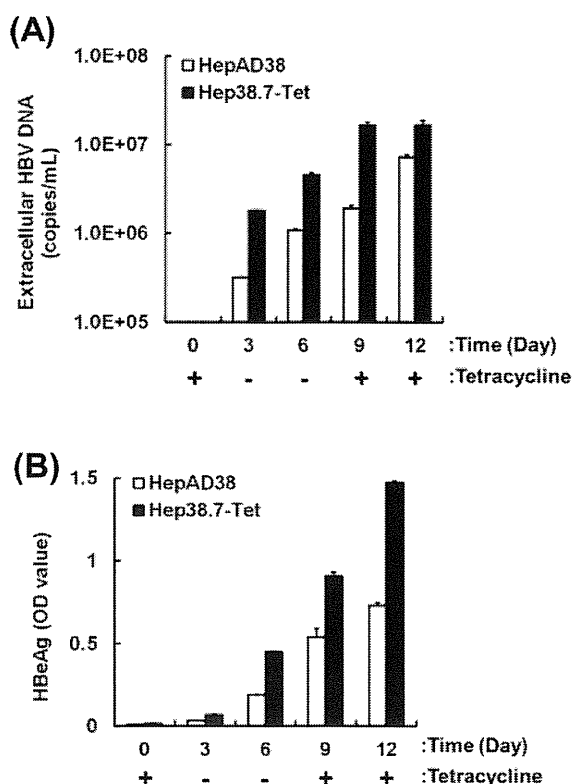 (A)
1.0E+08
1.0E+07
1.0E+06
1.0E+05
Extracellular HBV DNA
(copies/mL)
HepAD38
Hep38.7-Tet
0 3 6 9 12 :Time (Day)
+ - - + + :Tetracycline
(B)
1.5
1
0.5
0
HBeAg (OD value)
HepAD38
Hep38.7-Tet
0 3 6 9 12 :Time (Day)
+ - - + + :Tetracycline